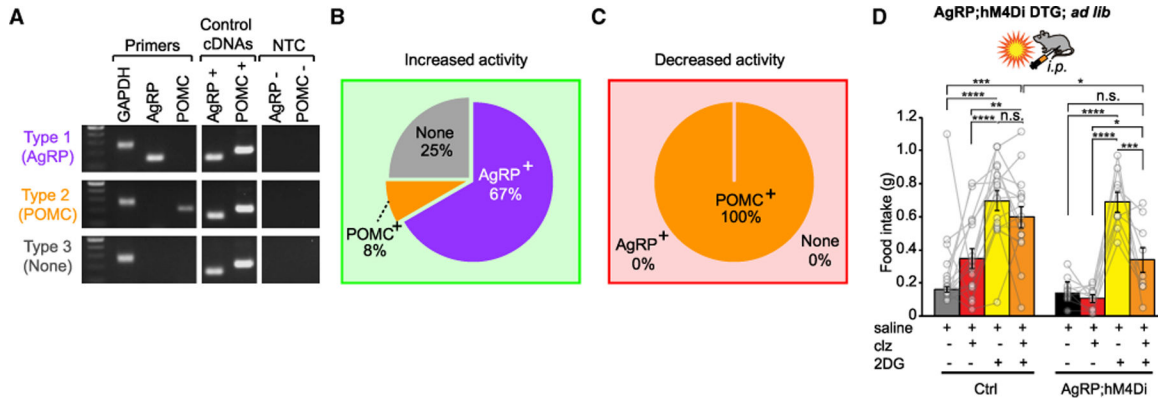 A
Primers
Control
cDNAs
NTC
GAPDH
AgRP
POMC
AgRP +
POMC +
AgRP -
POMC -
Type 1
(AgRP)
Type 2
(POMC)
Type 3
(None)
B
Increased activity
None
25%
AgRP+
67%
POMC+
8%
C
Decreased activity
POMC+
100%
AgRP+
0%
None
0%
D
AgRP;hM4Di DTG; ad lib
i.p.
*** *
n.s.
**** ****
** *
**** n.s. ****
***
Food intake (g)
1.2
1.0
0.8
0.6
0.4
0.2
0
saline + + + + + + + +
clz - + - + - + - +
2DG - - + + - - + +
Ctrl AgRP;hM4Di